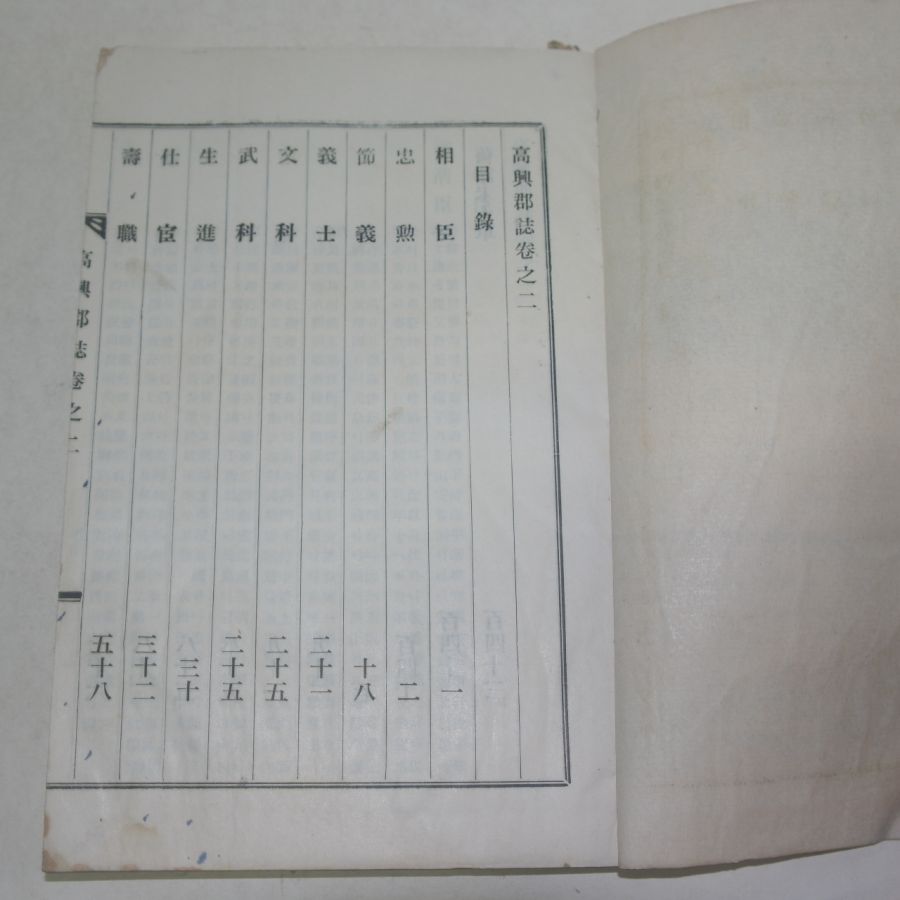 高興郡誌卷之二
目錄
相臣 一
忠勳 二
節義 十八
義士 二十一
文科 二十五
武科 二十五
生進 三十
仕宦 三十二
壽職 五十八
高興郡誌卷之二